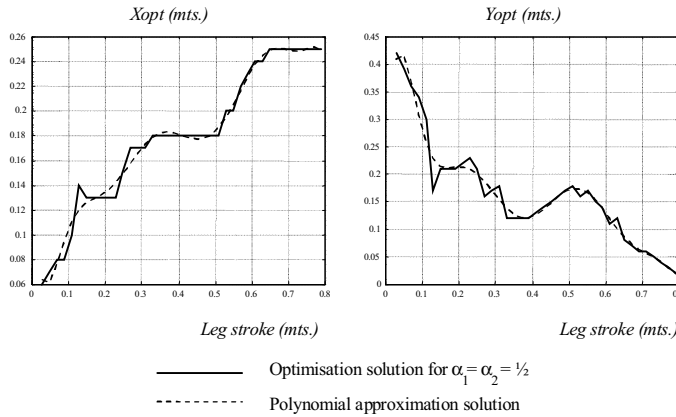 Xopt (mts.)
Yopt (mts.)
0.26
0.24
0.22
0.2
0.18
0.16
0.14
0.12
0.1
0.08
0.06
0 0.1 0.2 0.3 0.4 0.5 0.6 0.7 0.8
0.45
0.4
0.35
0.3
0.25
0.2
0.15
0.1
0.05
0
0 0.1 0.2 0.3 0.4 0.5 0.6 0.7 0.8
Leg stroke (mts.)
Leg stroke (mts.)
Optimisation solution for α1= α2 = ½
Polynomial approximation solution